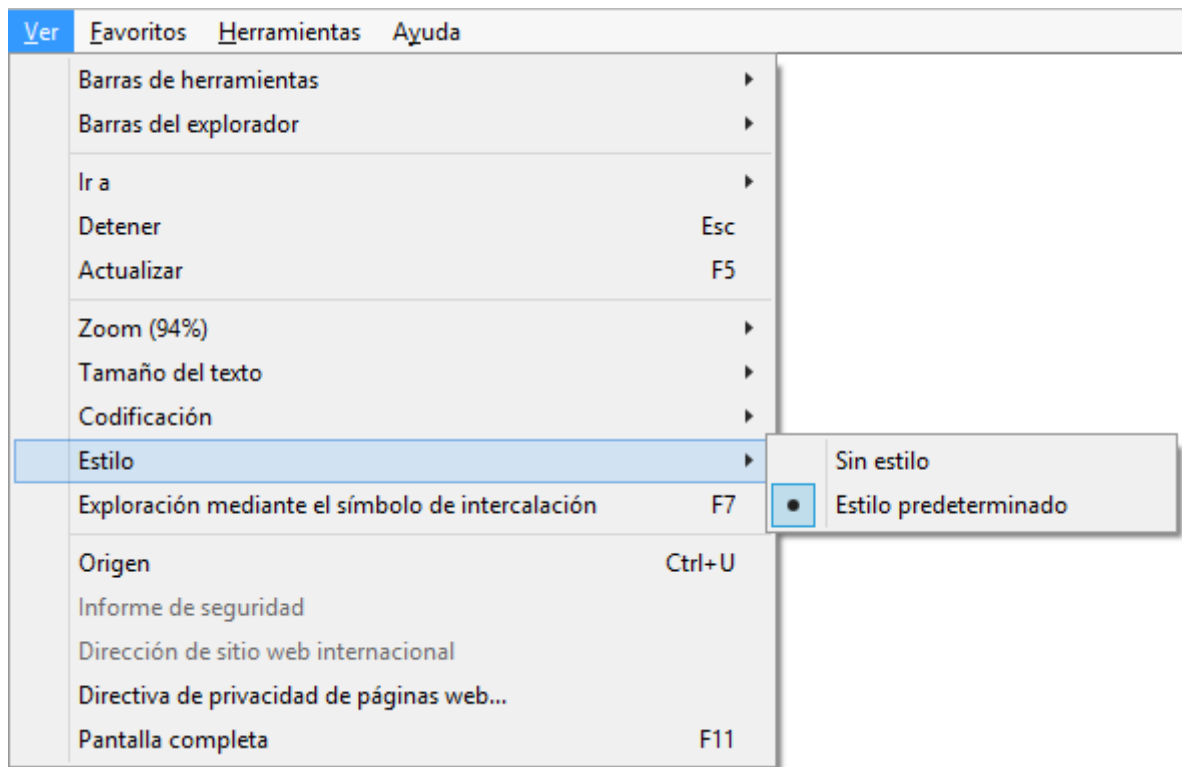 Ver Favoritos Herramientas Ayuda
Barras de herramientas
Barras del explorador
Ir a
Detener Esc
Actualizar F5
Zoom (94%)
Tamaño del texto
Codificación
Estilo
Sin estilo
Exploración mediante el símbolo de intercalación F7
Estilo predeterminado
Origen Ctrl+U
Informe de seguridad
Dirección de sitio web internacional
Directiva de privacidad de páginas web...
Pantalla completa F11